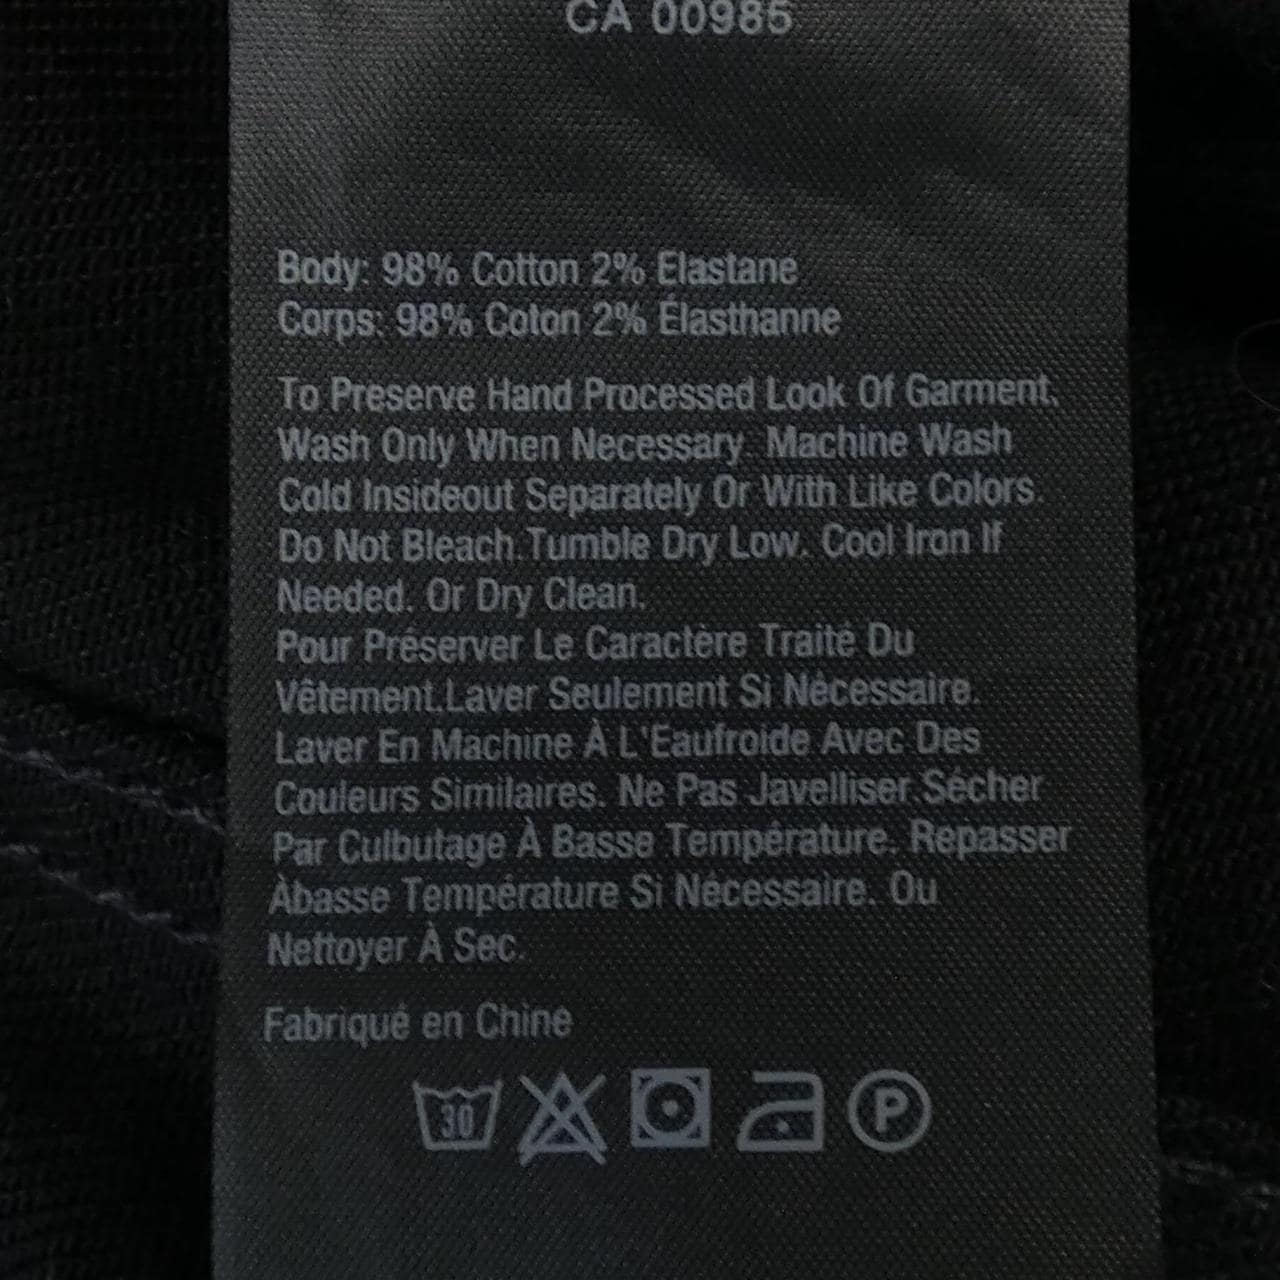 CA 00985
Body: 98% Cotton 2% Elastane
Corps: 98% Coton 2% Élasthanne
To Preserve Hand Processed Look Of Garment,
Wash Only When Necessary. Machine Wash
Cold Insideout Separately Or With Like Colors.
Do Not Bleach.Tumble Dry Low. Cool Iron If
Needed. Or Dry Clean.
Pour Préserver Le Caractère Traité Du
Vêtement.Laver Seulement Si Nécessaire.
Laver En Machine À L'Eaufroide Avec Des
Couleurs Similaires. Ne Pas Javelliser.Sécher
Par Culbutage À Basse Température. Repasser
Àbasse Température Si Nécessaire. Ou
Nettoyer À Sec.
Fabriqué en Chine
30 P